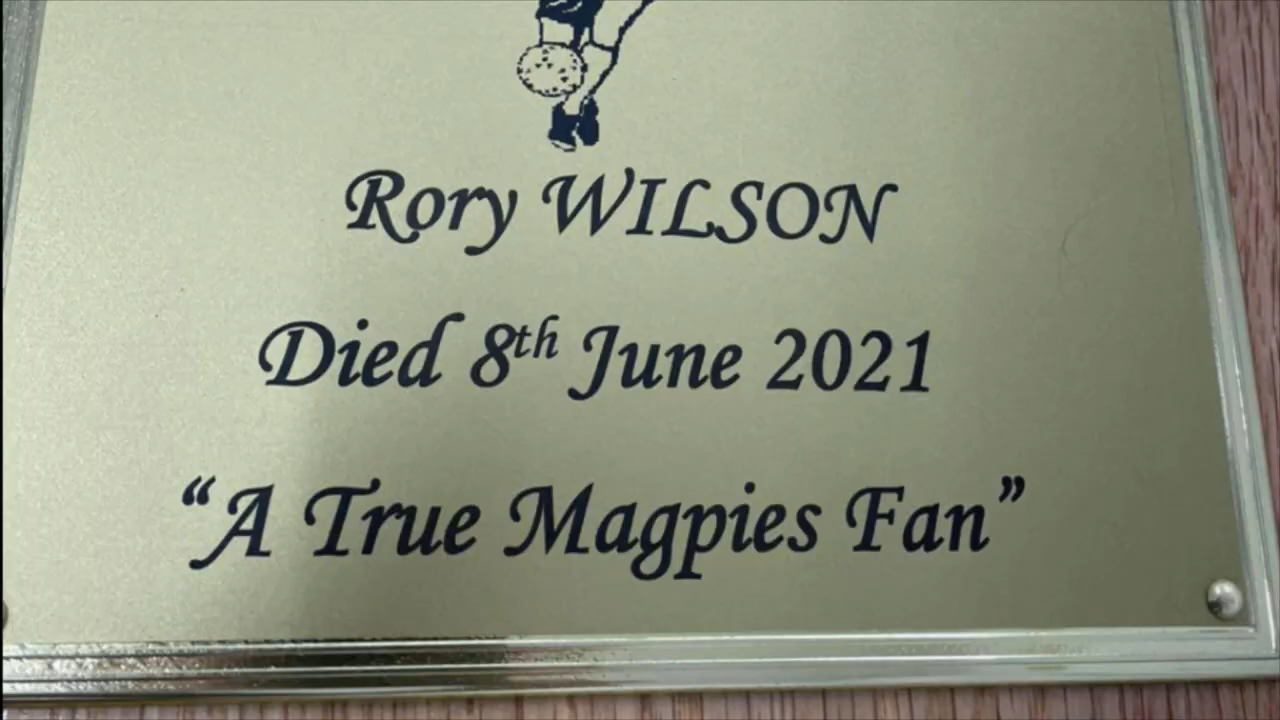 Rory WILSON
Died 8th June 2021
“A True Magpies Fan”